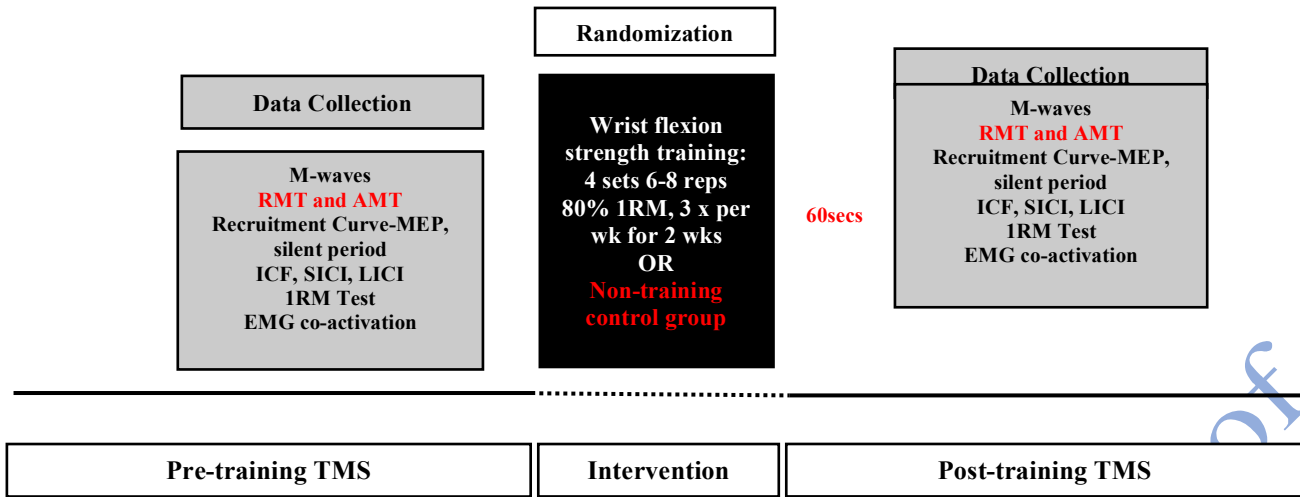 Randomization
Data Collection
M-waves
RMT and AMT
Recruitment Curve-MEP,
silent period
ICF, SICI, LICI
1RM Test
EMG co-activation
Wrist flexion
strength training:
4 sets 6-8 reps
80% 1RM, 3 x per
wk for 2 wks
OR
Non-training
control group
60secs
Data Collection
M-waves
RMT and AMT
Recruitment Curve-MEP,
silent period
ICF, SICI, LICI
1RM Test
EMG co-activation
of
Pre-training TMS
Intervention
Post-training TMS